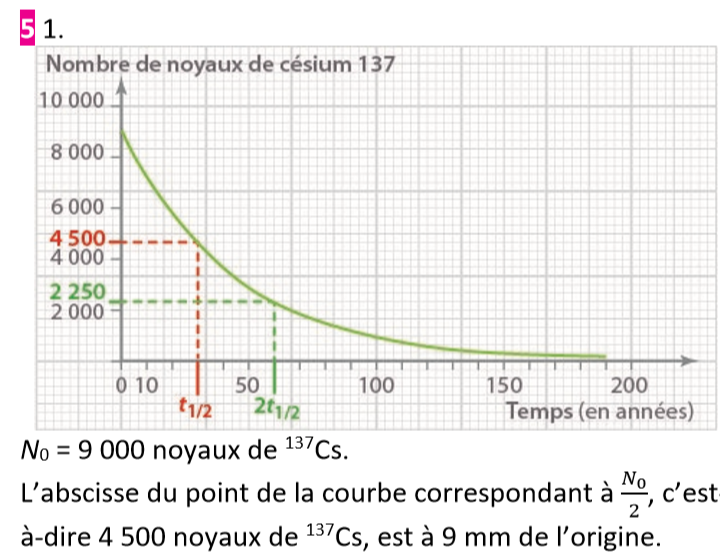 5 1.
Nombre de noyaux de césium 137
10 000
8 000
6 000
4 500
4 000
2 250
2 000
0 10 50 100 150 200
t1/2 2t1/2 Temps (en années)
N0 = 9 000 noyaux de 137Cs.
L’abscisse du point de la courbe correspondant à N0/2, c’est-
à-dire 4 500 noyaux de 137Cs, est à 9 mm de l’origine.